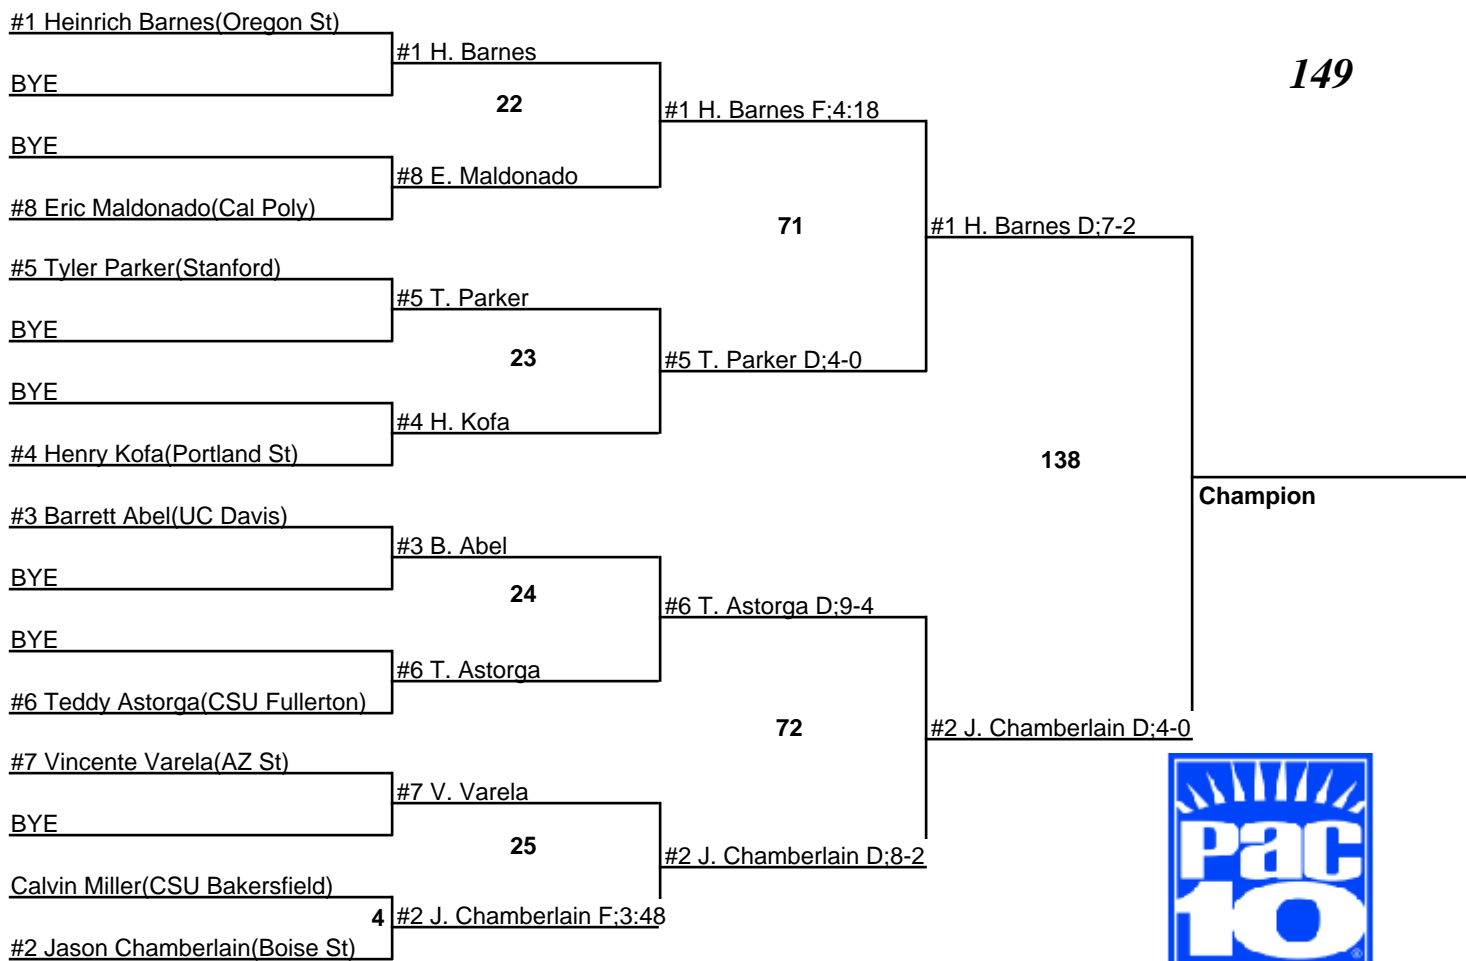 #1 Heinrich Barnes(Oregon St)
#1 H. Barnes
149
BYE
22
#1 H. Barnes F;4:18
BYE
#8 E. Maldonado
#8 Eric Maldonado(Cal Poly)
71
#1 H. Barnes D;7-2
#5 Tyler Parker(Stanford)
#5 T. Parker
BYE
23
#5 T. Parker D;4-0
BYE
#4 H. Kofa
#4 Henry Kofa(Portland St)
138
Champion
#3 Barrett Abel(UC Davis)
#3 B. Abel
BYE
24
#6 T. Astorga D;9-4
BYE
#6 T. Astorga
#6 Teddy Astorga(CSU Fullerton)
72
#2 J. Chamberlain D;4-0
#7 Vincente Varela(AZ St)
#7 V. Varela
BYE
25
#2 J. Chamberlain D;8-2
Calvin Miller(CSU Bakersfield)
4
#2 J. Chamberlain F;3:48
#2 Jason Chamberlain(Boise St)
Pac
10
®